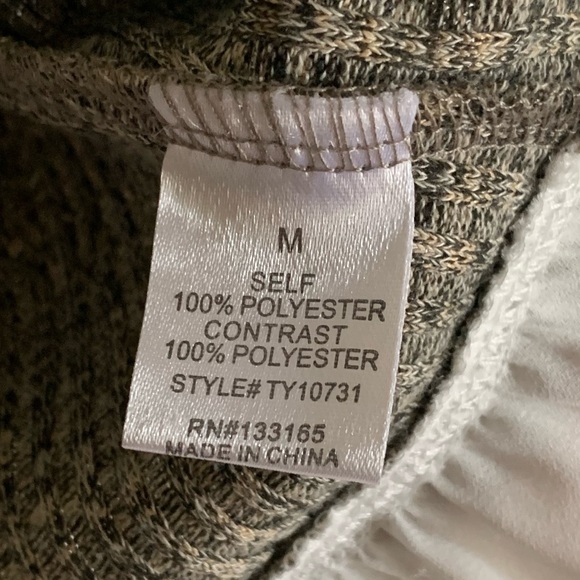 M
SELF
100% POLYESTER
CONTRAST
100% POLYESTER
STYLE# TY10731
RN#133165
MADE IN CHINA